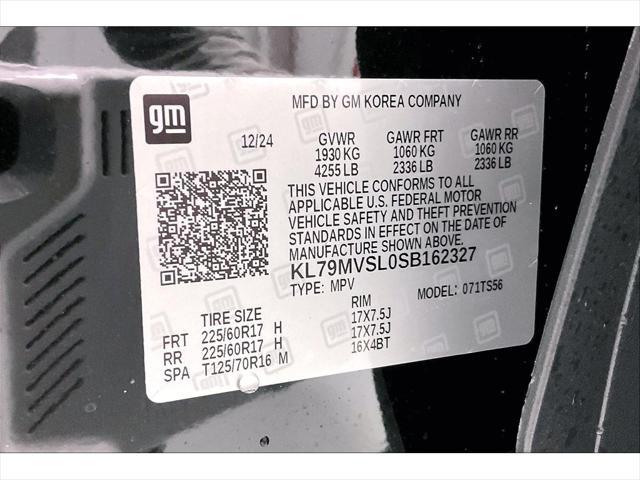 gm
MFD BY GM KOREA COMPANY
12/24 GVWR GAWR FRT GAWR RR
1930 KG 1060 KG 1060 KG
4255 LB 2336 LB 2336 LB
THIS VEHICLE CONFORMS TO ALL
APPLICABLE U.S. FEDERAL MOTOR
VEHICLE SAFETY AND THEFT PREVENTION
STANDARDS IN EFFECT ON THE DATE OF
MANUFACTURE SHOWN ABOVE.
KL79MVSL0SB162327
TYPE: MPV MODEL: 071TS56
TIRE SIZE RIM
FRT 225/60R17 H 17X7.5J
RR 225/60R17 H 17X7.5J
SPA T125/70R16 M 16X4BT